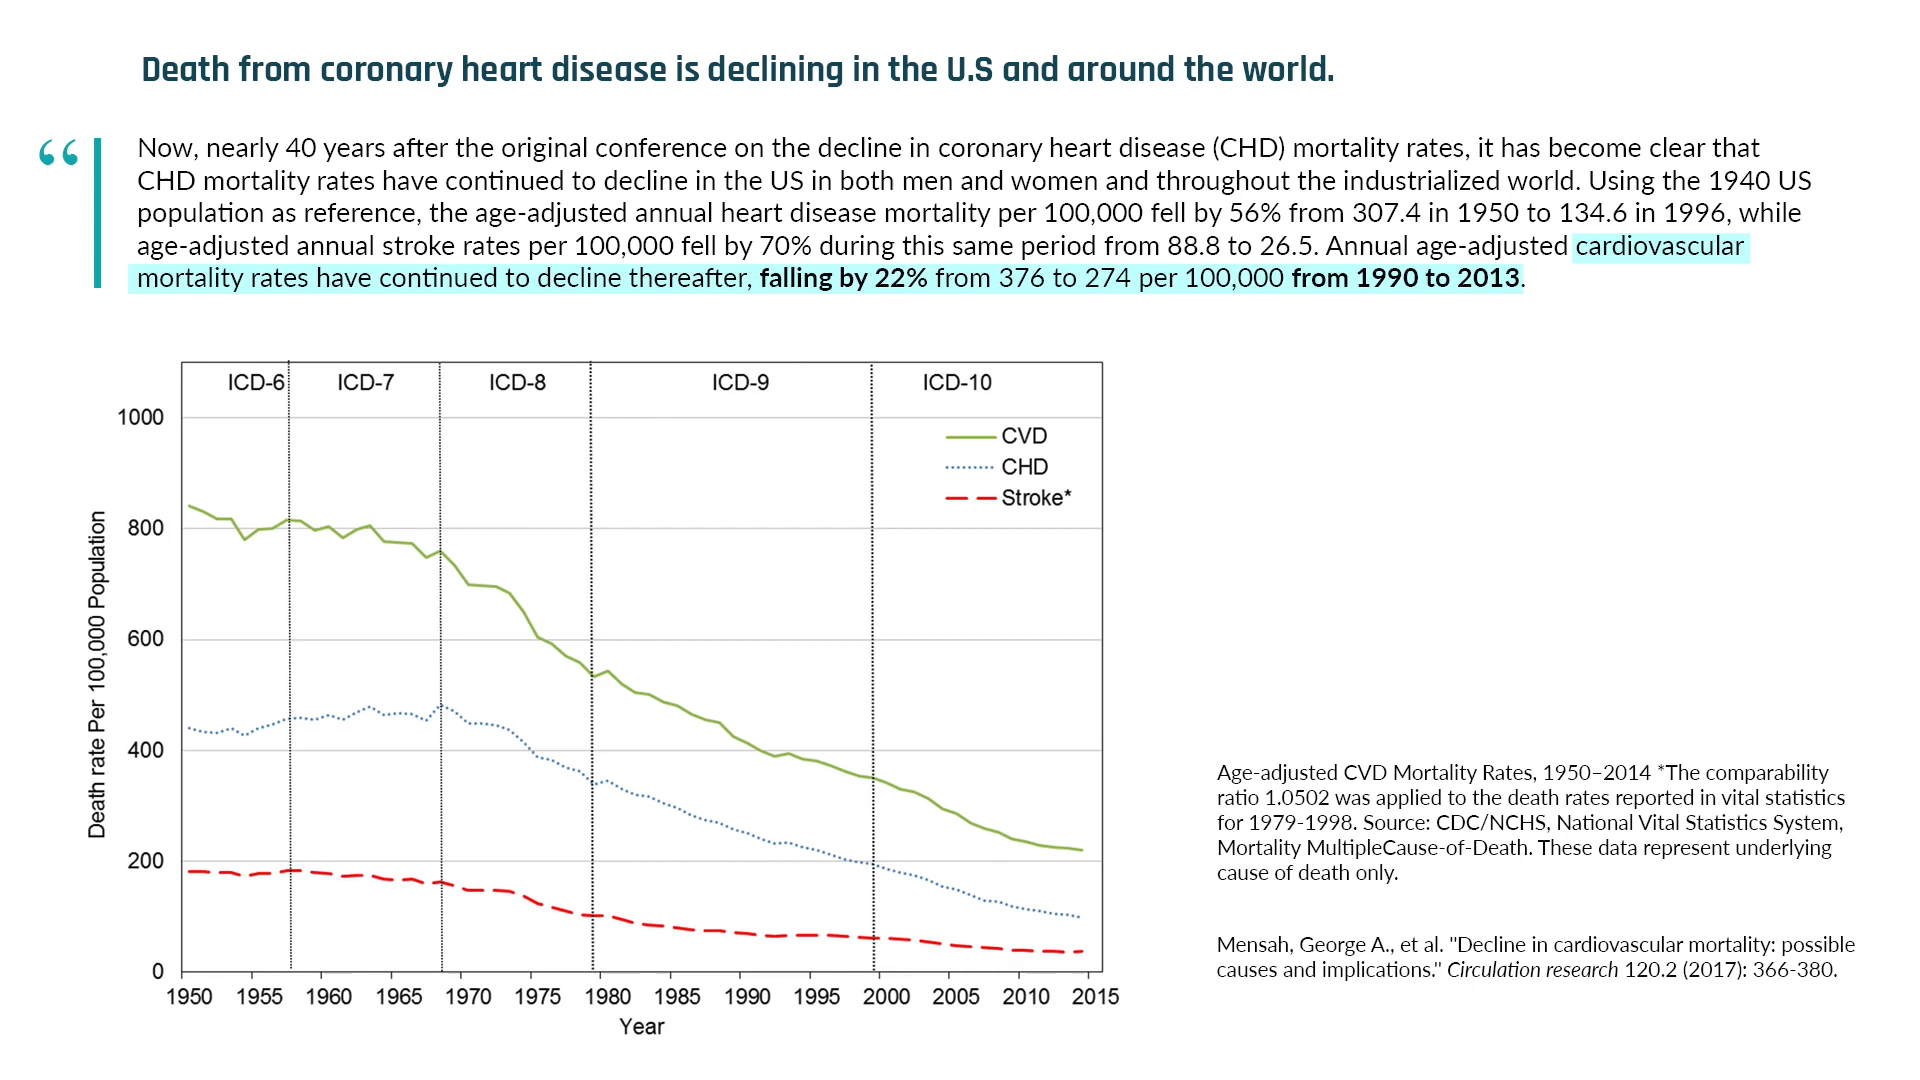 Death from coronary heart disease is declining in the U.S and around the world.
“
Now, nearly 40 years after the original conference on the decline in coronary heart disease (CHD) mortality rates, it has become clear that
CHD mortality rates have continued to decline in the US in both men and women and throughout the industrialized world. Using the 1940 US
population as reference, the age-adjusted annual heart disease mortality per 100,000 fell by 56% from 307.4 in 1950 to 134.6 in 1996, while
age-adjusted annual stroke rates per 100,000 fell by 70% during this same period from 88.8 to 26.5. Annual age-adjusted cardiovascular
mortality rates have continued to decline thereafter, falling by 22% from 376 to 274 per 100,000 from 1990 to 2013.
ICD-6 ICD-7 ICD-8 ICD-9 ICD-10
CVD
CHD
Stroke*
Death rate Per 100,000 Population
1000
800
600
400
200
0
1950 1955 1960 1965 1970 1975 1980 1985 1990 1995 2000 2005 2010 2015
Year
Age-adjusted CVD Mortality Rates, 1950–2014 *The comparability
ratio 1.0502 was applied to the death rates reported in vital statistics
for 1979-1998. Source: CDC/NCHS, National Vital Statistics System,
Mortality MultipleCause-of-Death. These data represent underlying
cause of death only.
Mensah, George A., et al. "Decline in cardiovascular mortality: possible
causes and implications." Circulation research 120.2 (2017): 366-380.